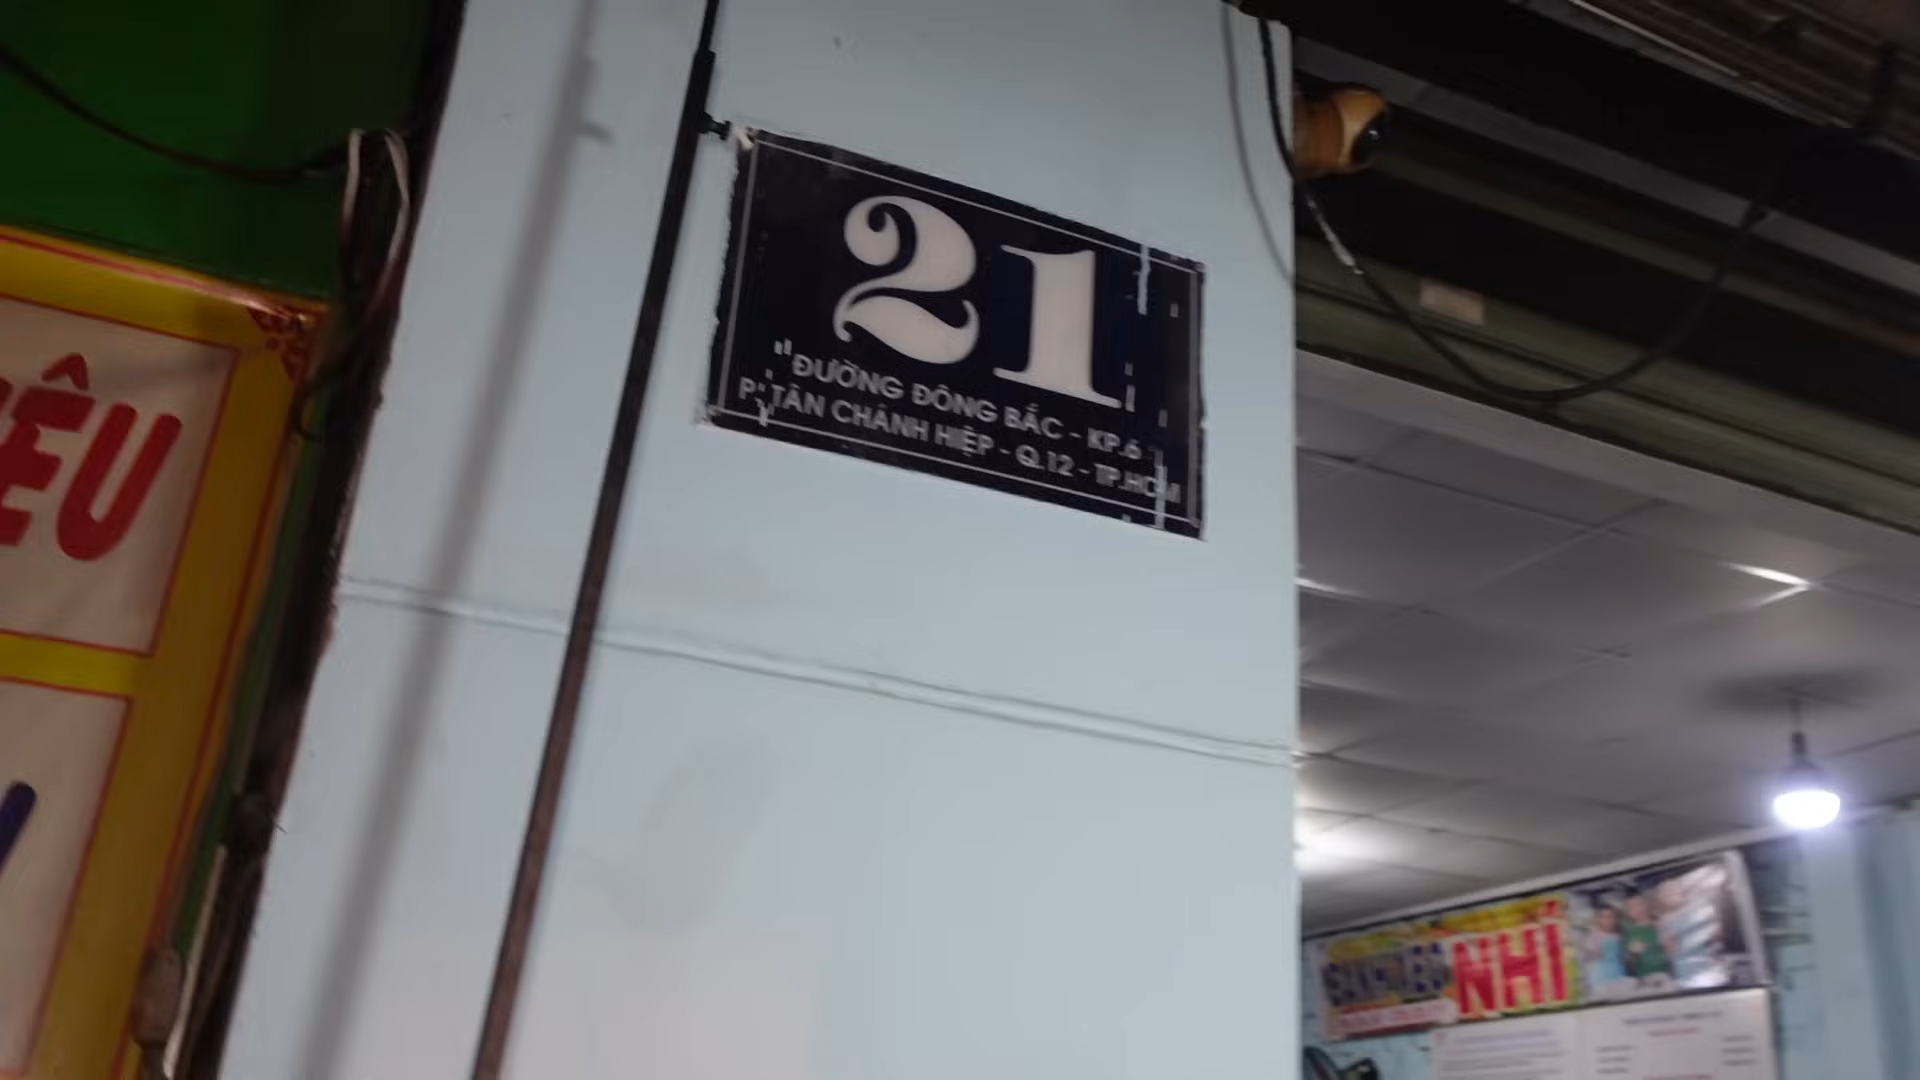 21
ĐƯỜNG ĐÔNG BẮC - KP.6
P. TÂN CHÁNH HIỆP - Q.12 - TP.HCM
ÊU
NHÍ